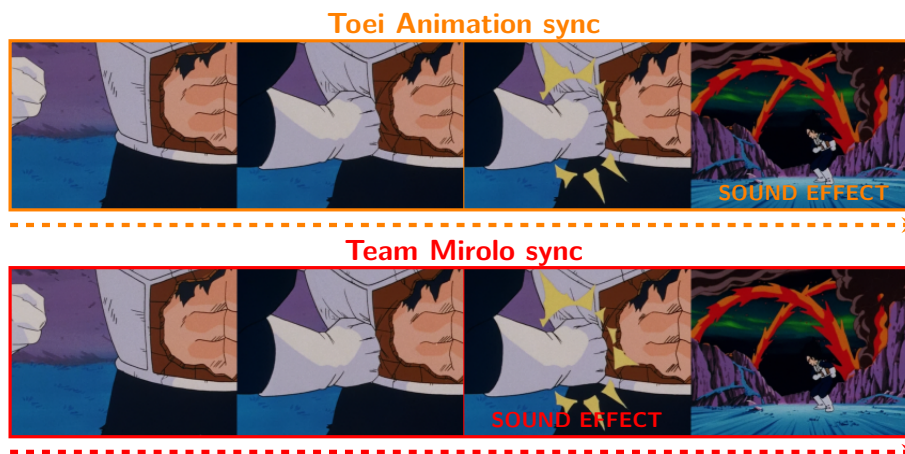 Toei Animation sync
SOUND EFFECT
Team Mirolo sync
SOUND EFFECT